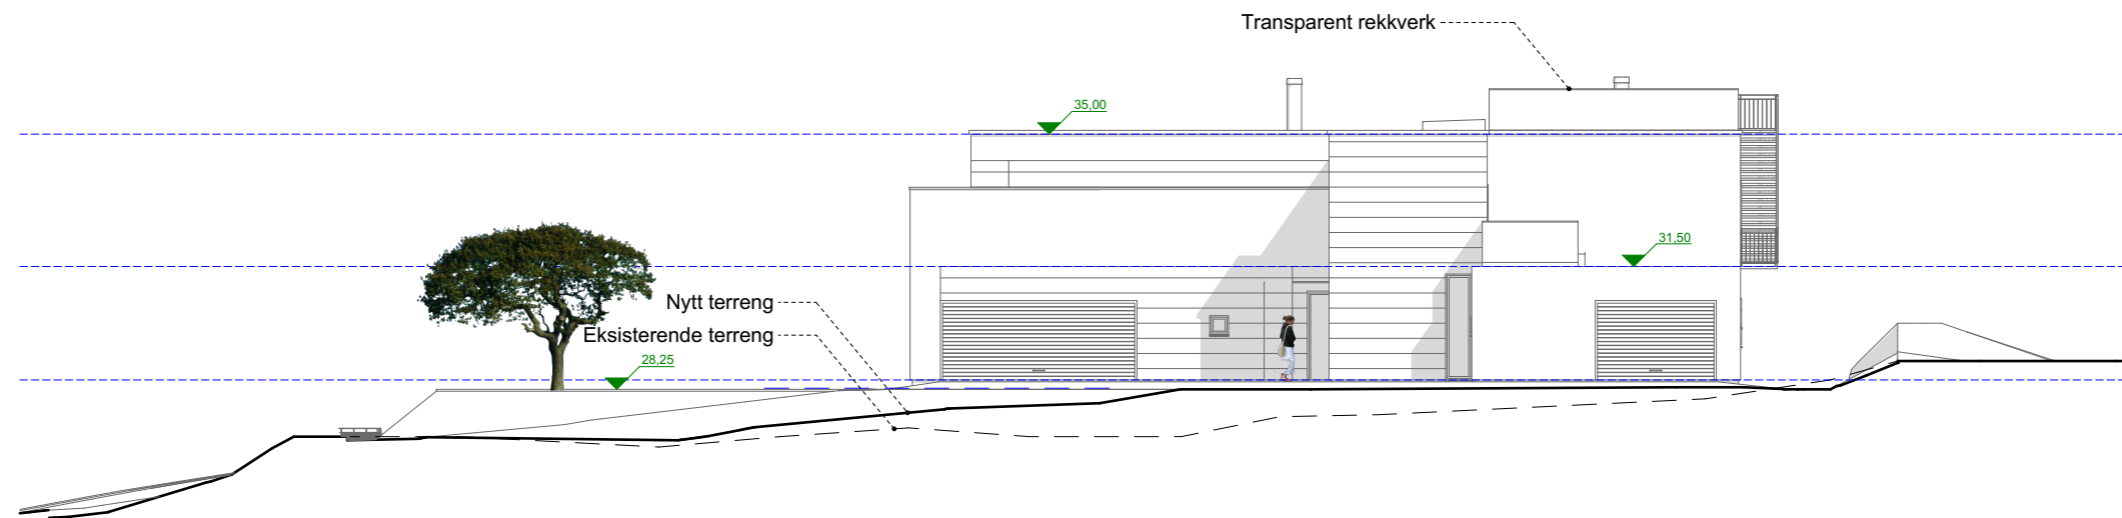 Transparent rekkverk
35,00
31,50
Nytt terreng
Eksisterende terreng
28,25